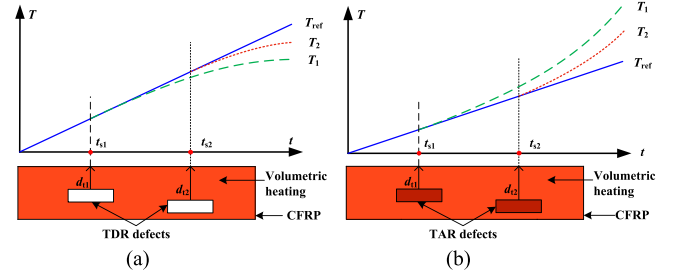 T
T_ref
T_2
T_1
t_s1
t_s2
t
d_t1
d_t2
Volumetric
heating
CFRP
TDR defects
(a)
T
T_1
T_2
T_ref
t_s1
t_s2
t
d_t1
d_t2
Volumetric
heating
CFRP
TAR defects
(b)